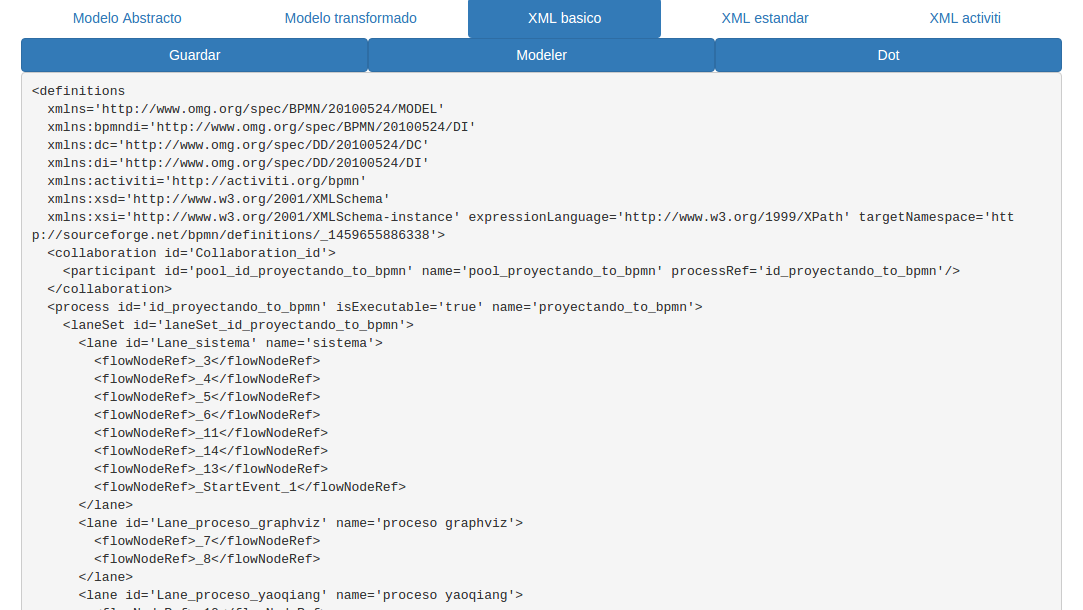 Modelo Abstracto Modelo transformado XML basico XML estandar XML activiti
Guardar Modeler Dot
<definitions
  xmlns='http://www.omg.org/spec/BPMN/20100524/MODEL'
  xmlns:bpmndi='http://www.omg.org/spec/BPMN/20100524/DI'
  xmlns:dc='http://www.omg.org/spec/DD/20100524/DC'
  xmlns:di='http://www.omg.org/spec/DD/20100524/DI'
  xmlns:activiti='http://activiti.org/bpmn'
  xmlns:xsd='http://www.w3.org/2001/XMLSchema'
  xmlns:xsi='http://www.w3.org/2001/XMLSchema-instance' expressionLanguage='http://www.w3.org/1999/XPath' targetNamespace='htt
p://sourceforge.net/bpmn/definitions/_1459655886338'>
  <collaboration id='Collaboration_id'>
    <participant id='pool_id_proyectando_to_bpmn' name='pool_proyectando_to_bpmn' processRef='id_proyectando_to_bpmn'/>
  </collaboration>
  <process id='id_proyectando_to_bpmn' isExecutable='true' name='proyectando_to_bpmn'>
    <laneSet id='laneSet_id_proyectando_to_bpmn'>
      <lane id='Lane_sistema' name='sistema'>
        <flowNodeRef>_3</flowNodeRef>
        <flowNodeRef>_4</flowNodeRef>
        <flowNodeRef>_5</flowNodeRef>
        <flowNodeRef>_6</flowNodeRef>
        <flowNodeRef>_11</flowNodeRef>
        <flowNodeRef>_14</flowNodeRef>
        <flowNodeRef>_13</flowNodeRef>
        <flowNodeRef>_StartEvent_1</flowNodeRef>
      </lane>
      <lane id='Lane_proceso_graphviz' name='proceso graphviz'>
        <flowNodeRef>_7</flowNodeRef>
        <flowNodeRef>_8</flowNodeRef>
      </lane>
      <lane id='Lane_proceso_yaoqiang' name='proceso yaoqiang'>